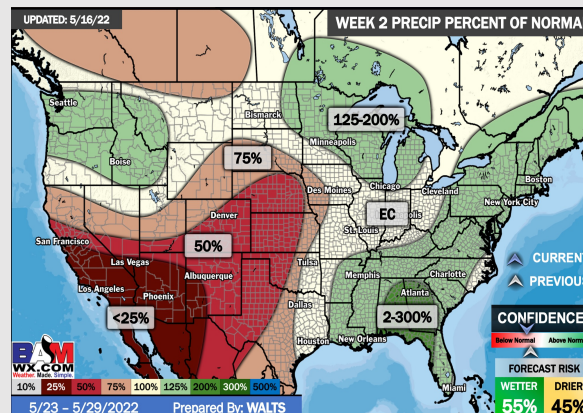 UPDATED: 5/16/22
WEEK 2 PRECIP PERCENT OF NORMA
Seattle
Bismarck
125-200%
Minneapolis
Boise
75%
Boston
Des Moines
Chicago
Cleveland
New York City
EC
Denver
San Francisco
50%
St. Louis
Las Vegas
Albuquerque
Tulsa
Memphis
Charlotte
CURRENT
PREVIOUS
Los Angeles
Phoenix
Atlanta
<25%
Dallas
2-300%
CONFIDENCE
Below Normal
Above Norm
Houston
New Orleans
BAM
WX.COM
Weather. Made. Simple.
FORECAST RISK
Miami
10% 25% 50% 75% 100% 125% 200% 300% 500%
WETTER
DRIER
55%
45%
5/23 – 5/29/2022
Prepared By: WALTS